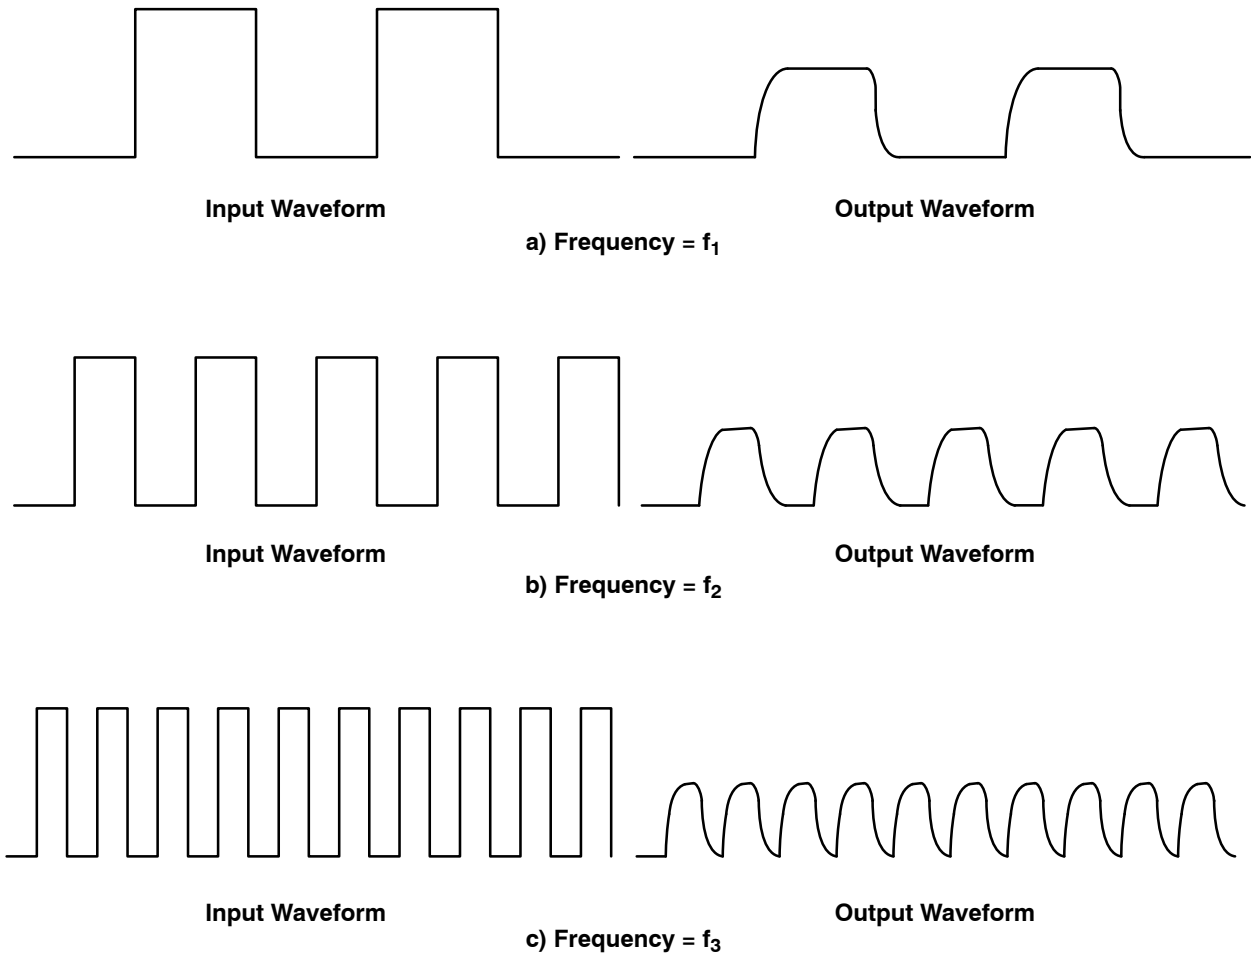 Input Waveform
Output Waveform
a) Frequency = f1
Input Waveform
Output Waveform
b) Frequency = f2
Input Waveform
Output Waveform
c) Frequency = f3